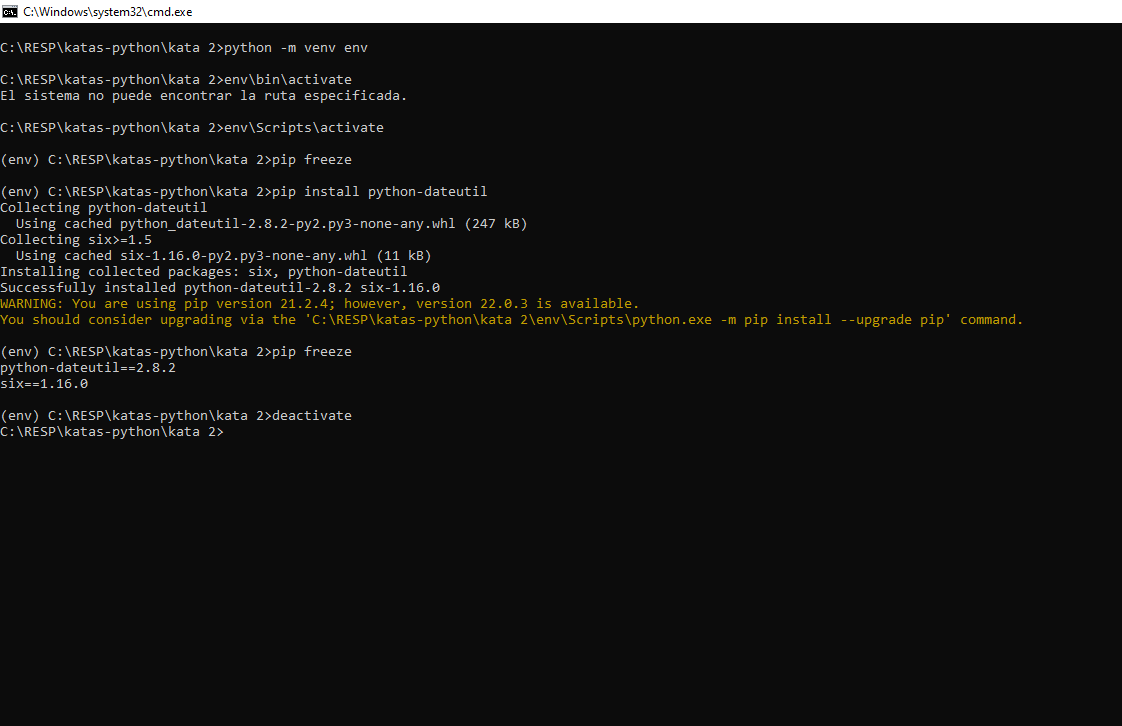 C:\Windows\system32\cmd.exe
C:\RESP\katas-python\kata 2>python -m venv env
C:\RESP\katas-python\kata 2>env\bin\activate
El sistema no puede encontrar la ruta especificada.
C:\RESP\katas-python\kata 2>env\Scripts\activate
(env) C:\RESP\katas-python\kata 2>pip freeze
(env) C:\RESP\katas-python\kata 2>pip install python-dateutil
Collecting python-dateutil
  Using cached python_dateutil-2.8.2-py2.py3-none-any.whl (247 kB)
Collecting six>=1.5
  Using cached six-1.16.0-py2.py3-none-any.whl (11 kB)
Installing collected packages: six, python-dateutil
Successfully installed python-dateutil-2.8.2 six-1.16.0
WARNING: You are using pip version 21.2.4; however, version 22.0.3 is available.
You should consider upgrading via the 'C:\RESP\katas-python\kata 2\env\Scripts\python.exe -m pip install --upgrade pip' command.
(env) C:\RESP\katas-python\kata 2>pip freeze
python-dateutil==2.8.2
six==1.16.0
(env) C:\RESP\katas-python\kata 2>deactivate
C:\RESP\katas-python\kata 2>